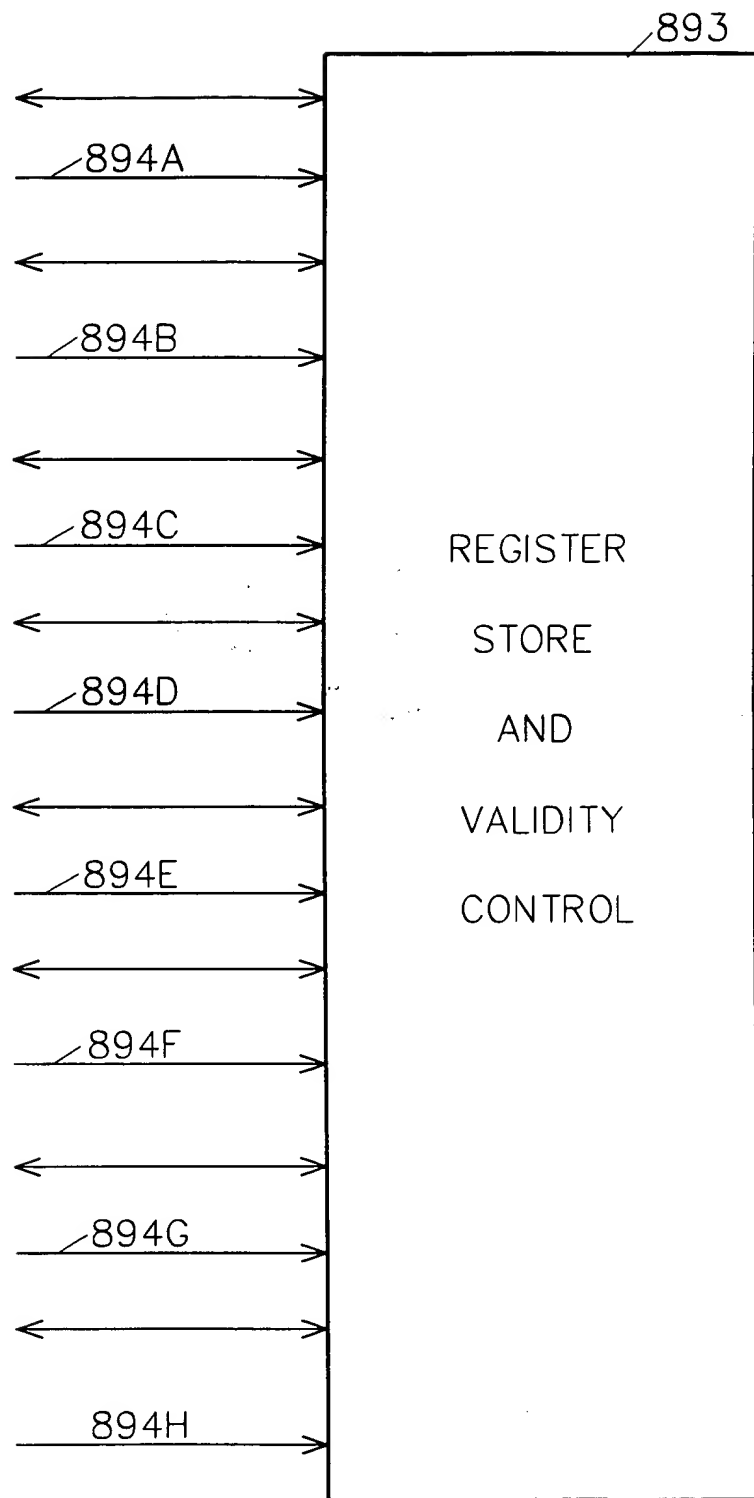 893
894A
894B
894C
REGISTER
STORE
894D
AND
VALIDITY
894E
CONTROL
894F
894G
894H